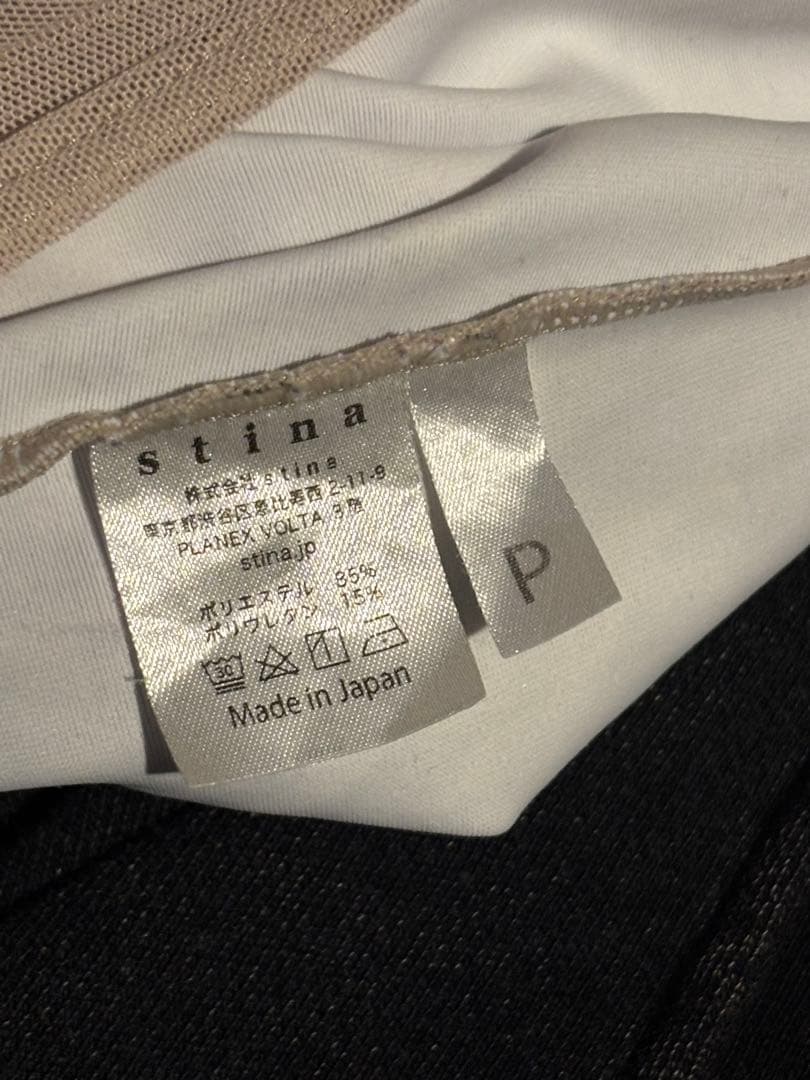 stina
株式会社stina
東京都渋谷区恵比寿西2-11-9
PLANEX VOLTA 3階
stina.jp
ポリエステル 85%
ポリウレタン 15%
30
Made in Japan
P